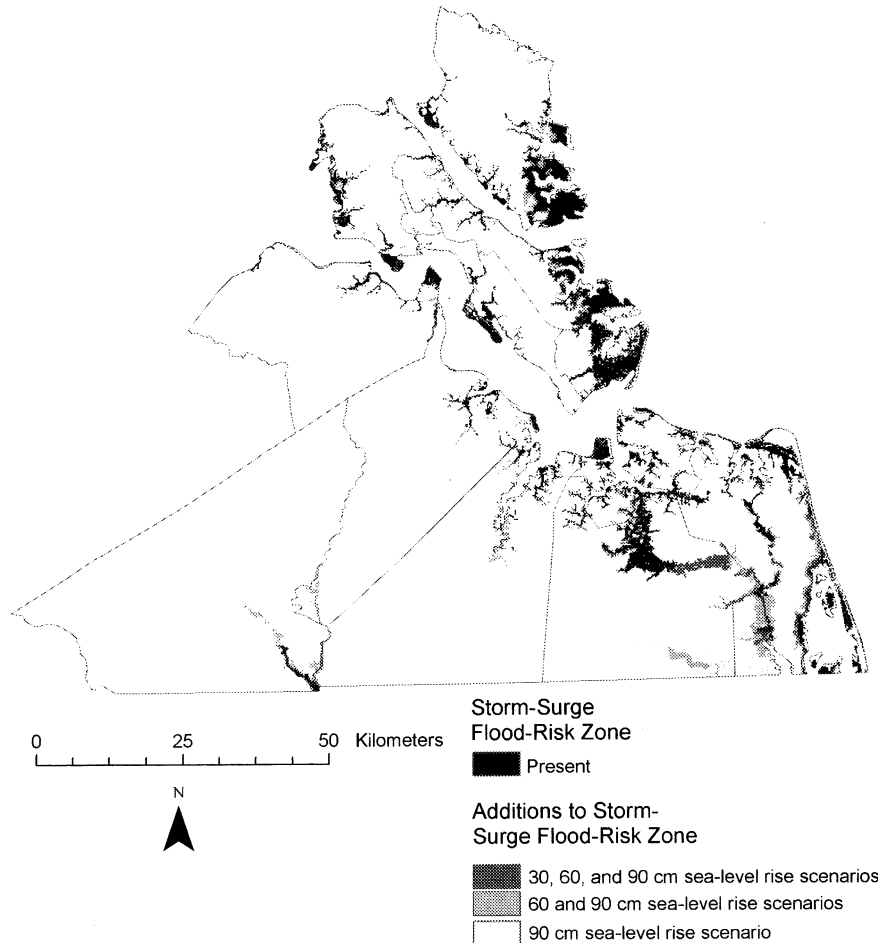 Storm-Surge
Flood-Risk Zone
0 25 50 Kilometers
Present
N
Additions to Storm-
Surge Flood-Risk Zone
30, 60, and 90 cm sea-level rise scenarios
60 and 90 cm sea-level rise scenarios
90 cm sea-level rise scenario